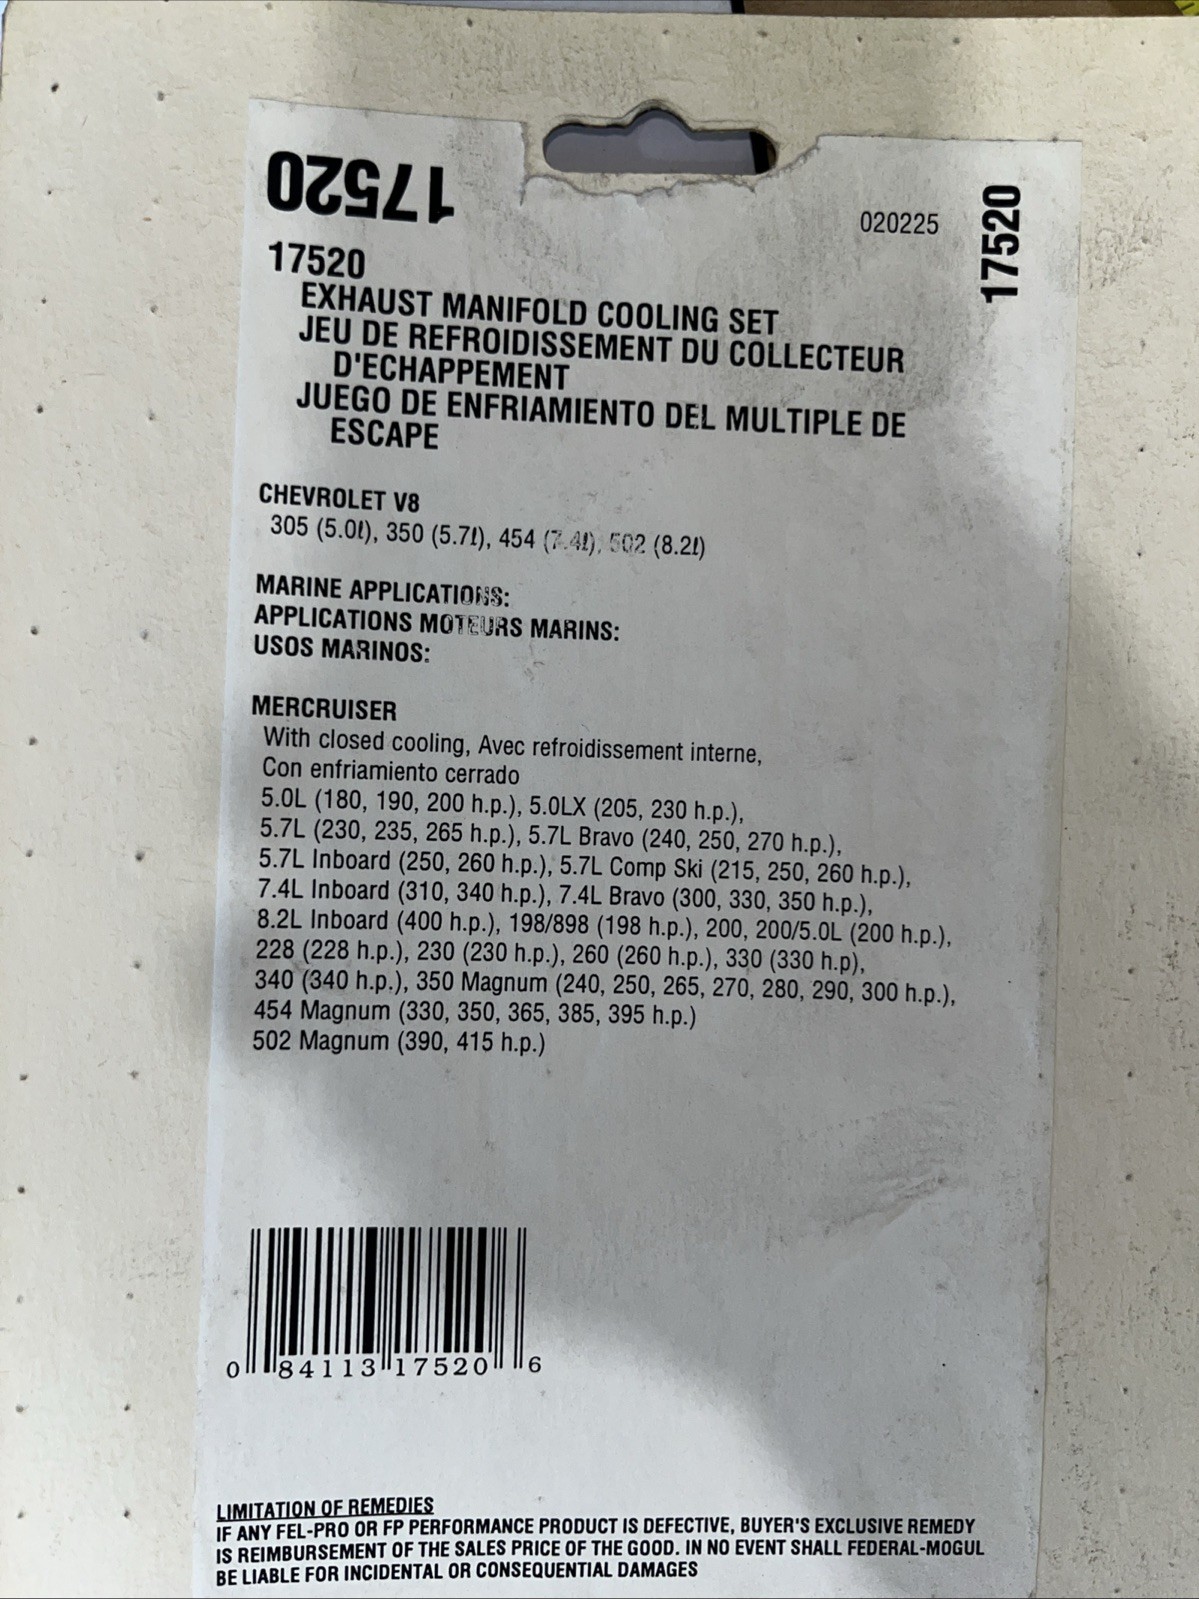 17520
020225
17520
17520
EXHAUST MANIFOLD COOLING SET
JEU DE REFROIDISSEMENT DU COLLECTEUR
D'ECHAPPEMENT
JUEGO DE ENFRIAMIENTO DEL MULTIPLE DE
ESCAPE
CHEVROLET V8
305 (5.0ℓ), 350 (5.7ℓ), 454 (7.4ℓ), 502 (8.2ℓ)
MARINE APPLICATIONS:
APPLICATIONS MOTEURS MARINS:
USOS MARINOS:
MERCRUISER
With closed cooling, Avec refroidissement interne,
Con enfriamiento cerrado
5.0L (180, 190, 200 h.p.), 5.0LX (205, 230 h.p.),
5.7L (230, 235, 265 h.p.), 5.7L Bravo (240, 250, 270 h.p.),
5.7L Inboard (250, 260 h.p.), 5.7L Comp Ski (215, 250, 260 h.p.),
7.4L Inboard (310, 340 h.p.), 7.4L Bravo (300, 330, 350 h.p.),
8.2L Inboard (400 h.p.), 198/898 (198 h.p.), 200, 200/5.0L (200 h.p.),
228 (228 h.p.), 230 (230 h.p.), 260 (260 h.p.), 330 (330 h.p),
340 (340 h.p.), 350 Magnum (240, 250, 265, 270, 280, 290, 300 h.p.),
454 Magnum (330, 350, 365, 385, 395 h.p.)
502 Magnum (390, 415 h.p.)
0 84113 17520 6
LIMITATION OF REMEDIES
IF ANY FEL-PRO OR FP PERFORMANCE PRODUCT IS DEFECTIVE, BUYER'S EXCLUSIVE REMEDY
IS REIMBURSEMENT OF THE SALES PRICE OF THE GOOD. IN NO EVENT SHALL FEDERAL-MOGUL
BE LIABLE FOR INCIDENTAL OR CONSEQUENTIAL DAMAGES